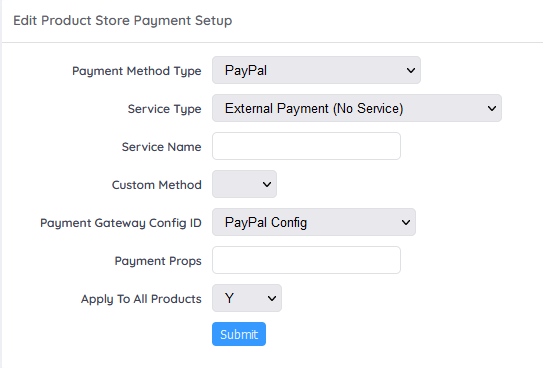 Edit Product Store Payment Setup
Payment Method Type PayPal
Service Type External Payment (No Service)
Service Name
Custom Method
Payment Gateway Config ID PayPal Config
Payment Props
Apply To All Products Y
Submit